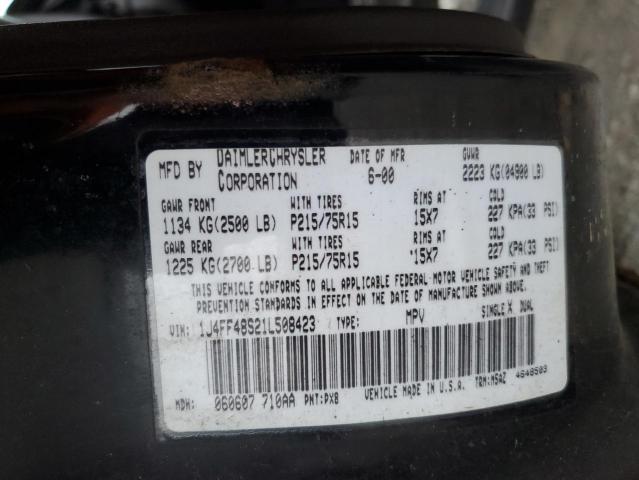 MFD BY DAIMLERCHRYSLER CORPORATION DATE OF MFR 6-00 GVWR 2223 KG(04900 LB)
GAWR FRONT WITH TIRES RIMS AT COLD
1134 KG(2500 LB) P215/75R15 15X7 227 KPA(33 PSI)
GAWR REAR WITH TIRES RIMS AT COLD
1225 KG(2700 LB) P215/75R15 15X7 227 KPA(33 PSI)
THIS VEHICLE CONFORMS TO ALL APPLICABLE FEDERAL MOTOR VEHICLE SAFETY AND THEFT
PREVENTION STANDARDS IN EFFECT ON THE DATE OF MANUFACTURE SHOWN ABOVE.
VIN: 1J4FF48S21L508423 TYPE: MPV SINGLE X DUAL
MDH: 060607 710AA PNT:PX8 VEHICLE MADE IN U.S.A. TRM:MSAZ 4648503